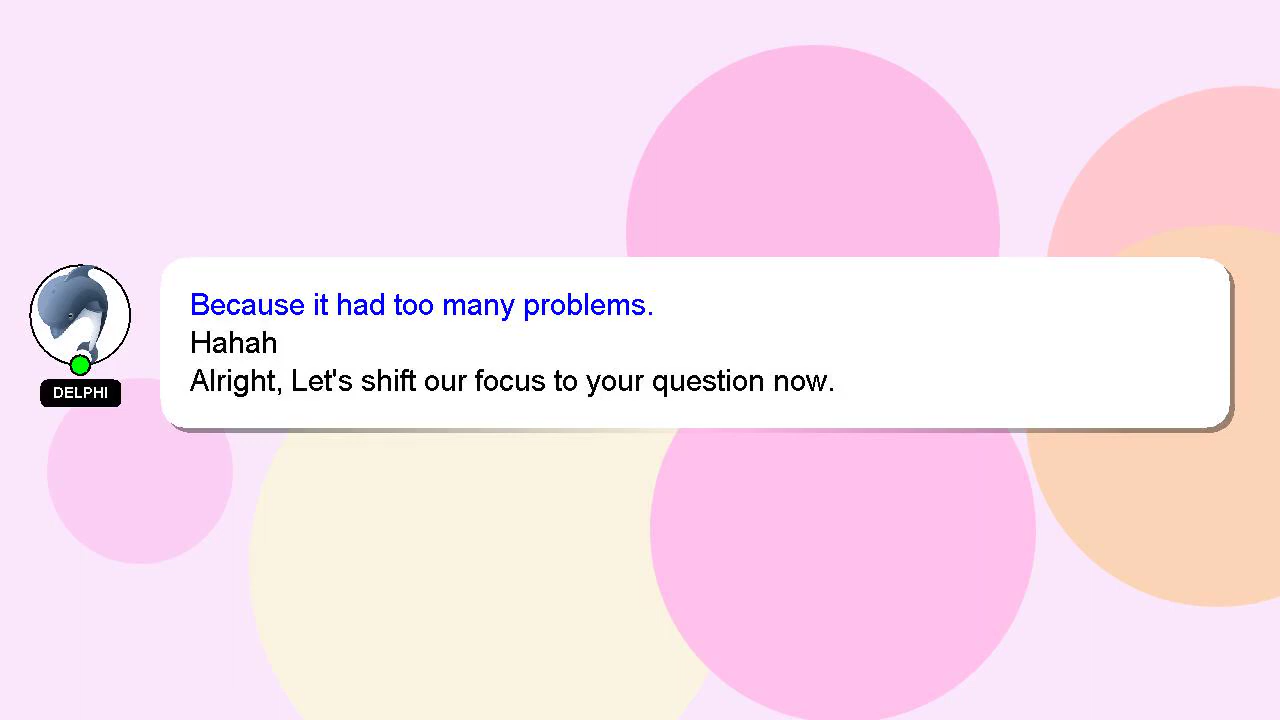 Because it had too many problems.
Hahah
Alright, Let's shift our focus to your question now.
DELPHI